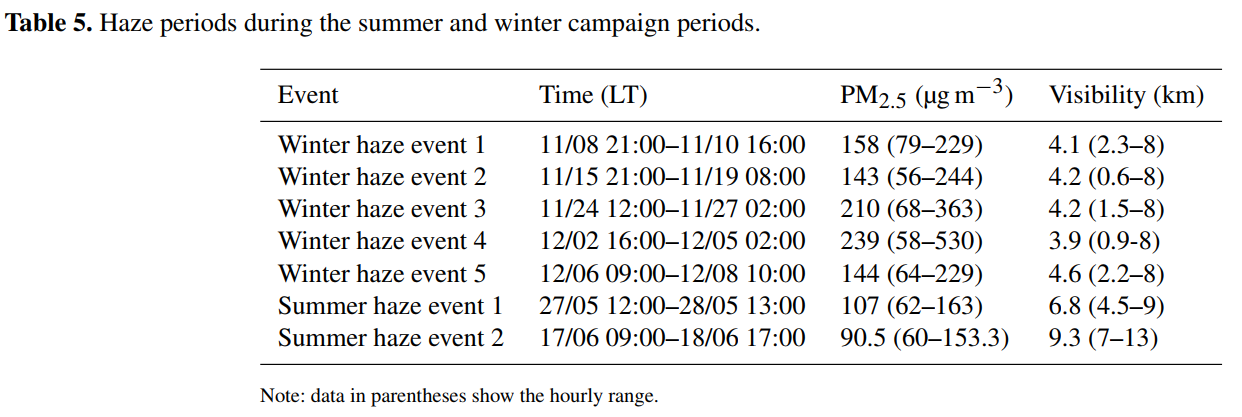 Table 5. Haze periods during the summer and winter campaign periods.
Event Time (LT) PM2.5 (µg m−3) Visibility (km)
Winter haze event 1 11/08 21:00–11/10 16:00 158 (79–229) 4.1 (2.3–8)
Winter haze event 2 11/15 21:00–11/19 08:00 143 (56–244) 4.2 (0.6–8)
Winter haze event 3 11/24 12:00–11/27 02:00 210 (68–363) 4.2 (1.5–8)
Winter haze event 4 12/02 16:00–12/05 02:00 239 (58–530) 3.9 (0.9-8)
Winter haze event 5 12/06 09:00–12/08 10:00 144 (64–229) 4.6 (2.2–8)
Summer haze event 1 27/05 12:00–28/05 13:00 107 (62–163) 6.8 (4.5–9)
Summer haze event 2 17/06 09:00–18/06 17:00 90.5 (60–153.3) 9.3 (7–13)
Note: data in parentheses show the hourly range.